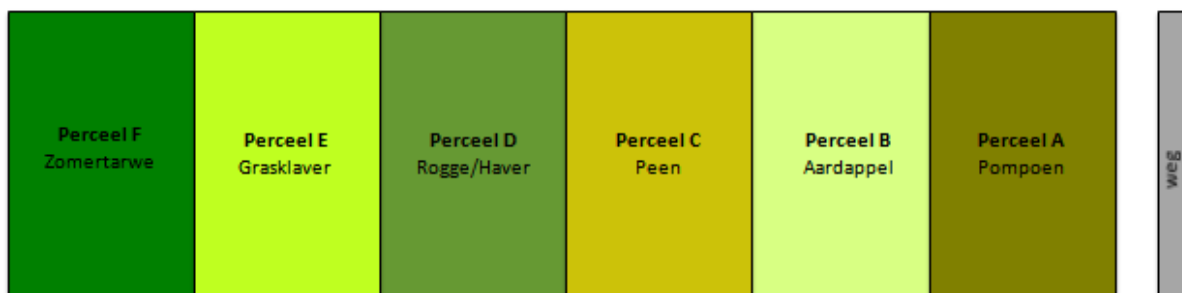 Perceel F
Zomertarwe
Perceel E
Grasklaver
Perceel D
Rogge/Haver
Perceel C
Peen
Perceel B
Aardappel
Perceel A
Pompoen
weg